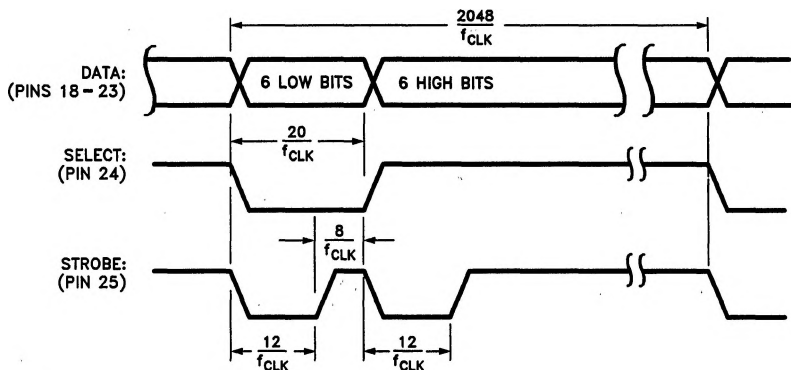 2048
fCLK
DATA:
(PINS 18-23)
6 LOW BITS
6 HIGH BITS
20
fCLK
SELECT:
(PIN 24)
8
fCLK
STROBE:
(PIN 25)
12
fCLK
12
fCLK